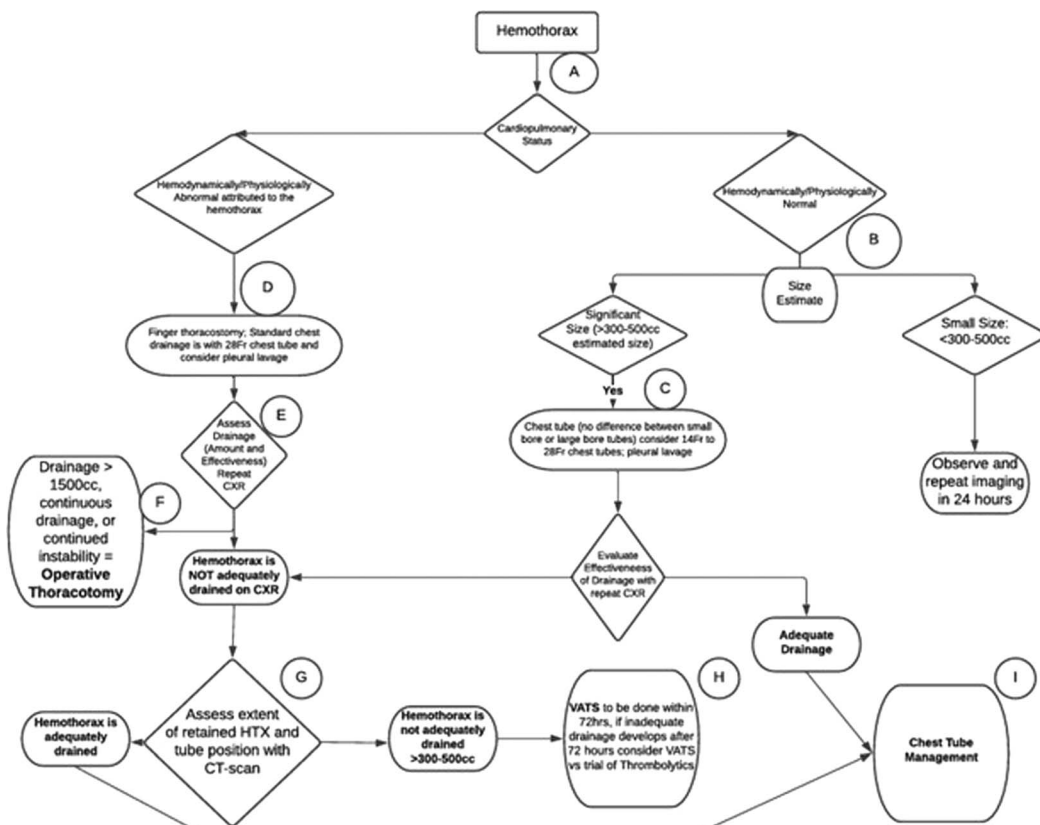 Hemothorax
A
Cardiopulmonary
Status
Hemodynamically/Physiologically
Abnormal attributed to the
hemothorax
Hemodynamically/Physiologically
Normal
B
Size
Estimate
D
Finger thoracostomy; Standard chest
drainage is with 28Fr chest tube and
consider pleural lavage
Significant
Size (>300-500cc
estimated size)
Small Size:
<300-500cc
Yes
C
Chest tube (no difference between small
bore or large bore tubes) consider 14Fr to
28Fr chest tubes; pleural lavage
E
Assess
Drainage
(Amount and
Effectiveness)
Repeat
CXR
Observe and
repeat imaging
in 24 hours
F
Drainage >
1500cc,
continuous
drainage, or
continued
instability =
Operative
Thoracotomy
Hemothorax is
NOT adequately
drained on CXR
Evaluate
Effectiveness
of Drainage with
repeat CXR
Adequate
Drainage
G
Assess extent
of retained HTX and
tube position with
CT-scan
Hemothorax is
adequately
drained
Hemothorax is
not adequately
drained
>300-500cc
H
VATS to be done within
72hrs, if inadequate
drainage develops after
72 hours consider VATS
vs trial of Thrombolytics
I
Chest Tube
Management